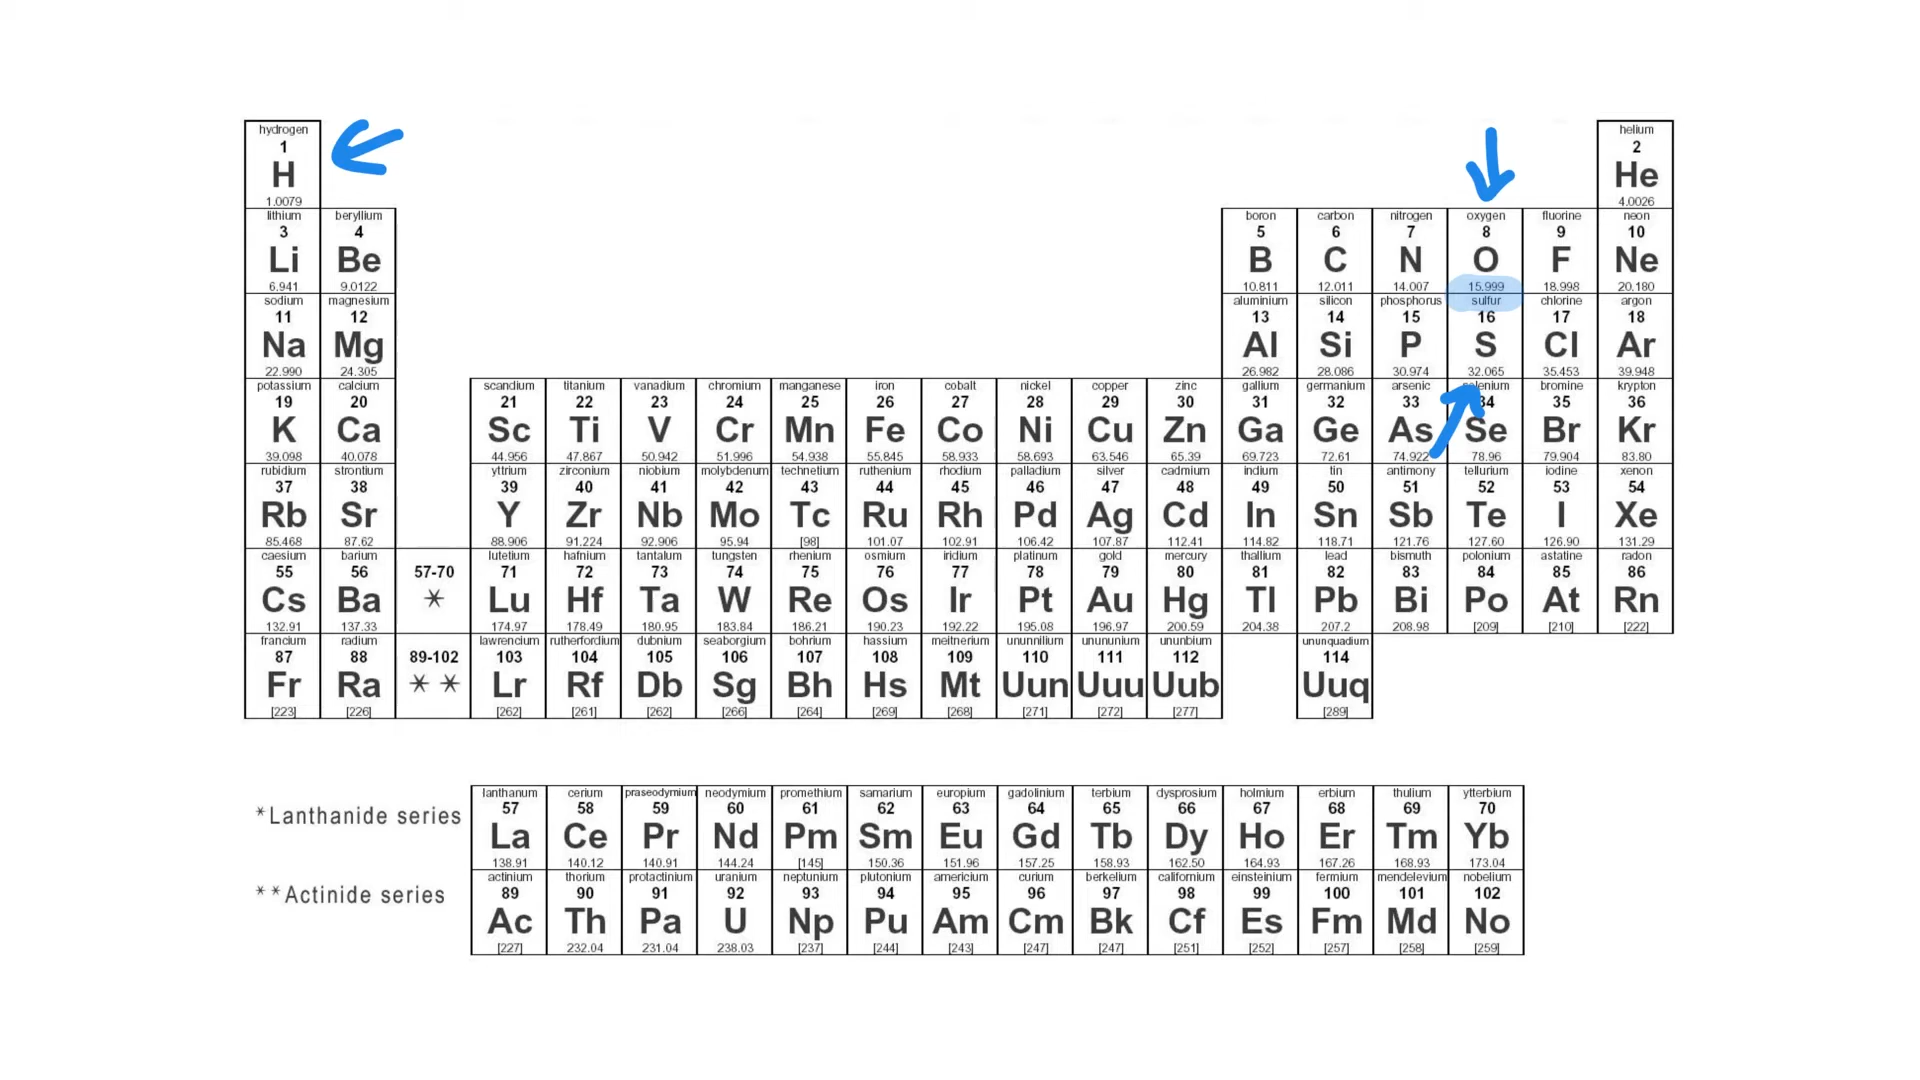 hydrogen helium
1 2
H He
1.0079 4.0026
lithium beryllium boron carbon nitrogen oxygen fluorine neon
3 4 5 6 7 8 9 10
Li Be B C N O F Ne
6.941 9.0122 10.811 12.011 14.007 15.999 18.998 20.180
sodium magnesium aluminium silicon phosphorus sulfur chlorine argon
11 12 13 14 15 16 17 18
Na Mg Al Si P S Cl Ar
22.990 24.305 26.982 28.086 30.974 32.065 35.453 39.948
potassium calcium scandium titanium vanadium chromium manganese iron cobalt nickel copper zinc gallium germanium arsenic selenium bromine krypton
19 20 21 22 23 24 25 26 27 28 29 30 31 32 33 34 35 36
K Ca Sc Ti V Cr Mn Fe Co Ni Cu Zn Ga Ge As Se Br Kr
39.098 40.078 44.956 47.867 50.942 51.996 54.938 55.845 58.933 58.693 63.546 65.39 69.723 72.61 74.922 78.96 79.904 83.80
rubidium strontium yttrium zirconium niobium molybdenum technetium ruthenium rhodium palladium silver cadmium indium tin antimony tellurium iodine xenon
37 38 39 40 41 42 43 44 45 46 47 48 49 50 51 52 53 54
Rb Sr Y Zr Nb Mo Tc Ru Rh Pd Ag Cd In Sn Sb Te I Xe
85.468 87.62 88.906 91.224 92.906 95.94 [98] 101.07 102.91 106.42 107.87 112.41 114.82 118.71 121.76 127.60 126.90 131.29
caesium barium lutetium hafnium tantalum tungsten rhenium osmium iridium platinum gold mercury thallium lead bismuth polonium astatine radon
55 56 57-70 71 72 73 74 75 76 77 78 79 80 81 82 83 84 85 86
Cs Ba * Lu Hf Ta W Re Os Ir Pt Au Hg Tl Pb Bi Po At Rn
132.91 137.33 174.97 178.49 180.95 183.84 186.21 190.23 192.22 195.08 196.97 200.59 204.38 207.2 208.98 [209] [210] [222]
francium radium lawrencium rutherfordium dubnium seaborgium bohrium hassium meitnerium ununnilium unununium ununbium ununquadium
87 88 89-102 103 104 105 106 107 108 109 110 111 112 114
Fr Ra * * Lr Rf Db Sg Bh Hs Mt Uun Uuu Uub Uuq
[223] [226] [262] [261] [262] [266] [264] [269] [268] [271] [272] [277] [289]
lanthanum cerium praseodymium neodymium promethium samarium europium gadolinium terbium dysprosium holmium erbium thulium ytterbium
57 58 59 60 61 62 63 64 65 66 67 68 69 70
*Lanthanide series La Ce Pr Nd Pm Sm Eu Gd Tb Dy Ho Er Tm Yb
138.91 140.12 140.91 144.24 [145] 150.36 151.96 157.25 158.93 162.50 164.93 167.26 168.93 173.04
actinium thorium protactinium uranium neptunium plutonium americium curium berkelium californium einsteinium fermium mendelevium nobelium
89 90 91 92 93 94 95 96 97 98 99 100 101 102
**Actinide series Ac Th Pa U Np Pu Am Cm Bk Cf Es Fm Md No
[227] 232.04 231.04 238.03 [237] [244] [243] [247] [247] [251] [252] [257] [258] [259]